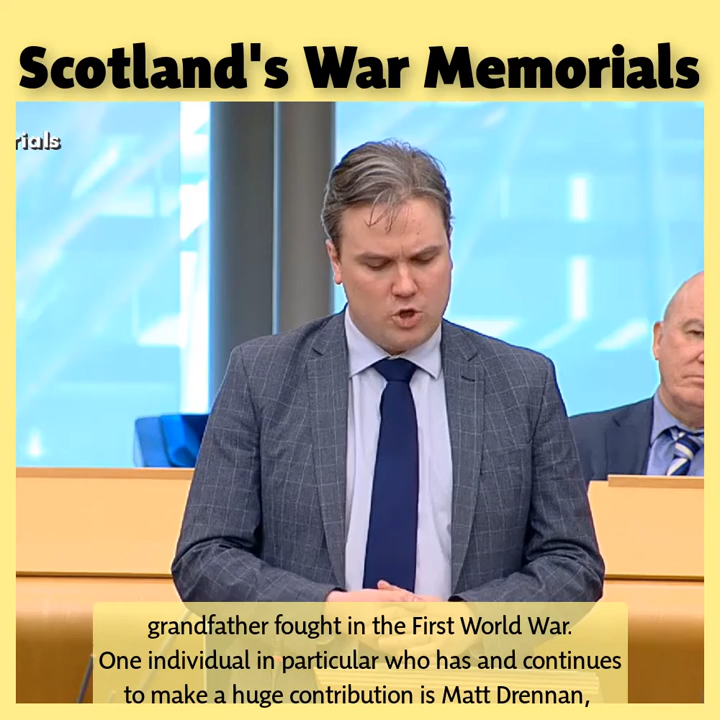 Scotland's War Memorials
rials
grandfather fought in the First World War.
One individual in particular who has and continues
to make a huge contribution is Matt Drennan,